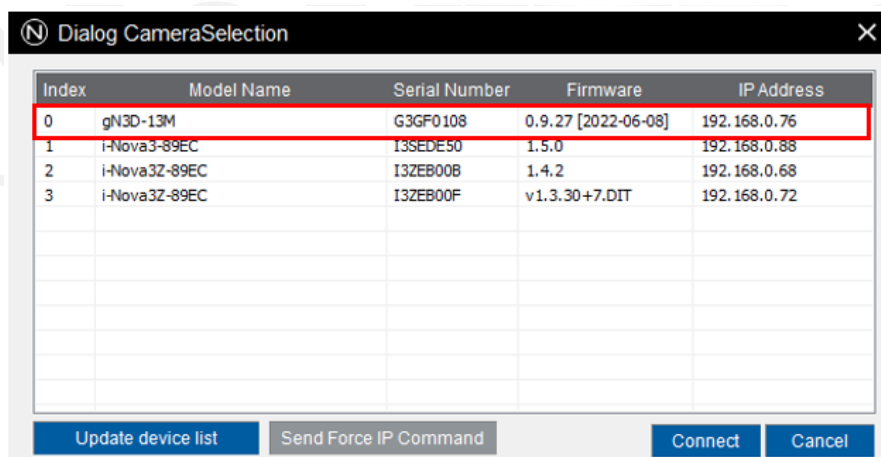 N Dialog CameraSelection
Index Model Name Serial Number Firmware IP Address
0 gN3D-13M G3GF0108 0.9.27 [2022-06-08] 192.168.0.76
1 i-Nova3-89EC I3SEDE50 1.5.0 192.168.0.88
2 i-Nova3Z-89EC I3ZEB00B 1.4.2 192.168.0.68
3 i-Nova3Z-89EC I3ZEB00F v1.3.30+7.DIT 192.168.0.72
Update device list Send Force IP Command Connect Cancel